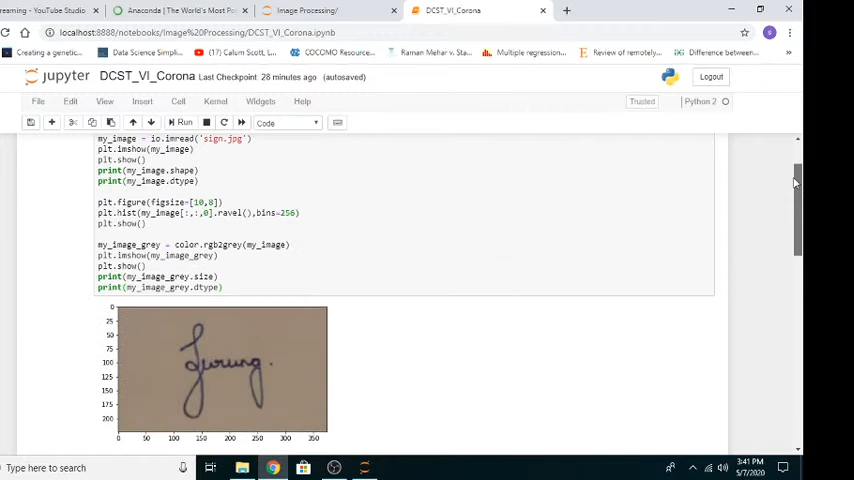 reaming - YouTube Studio
Anaconda | The World's Most Po
Image Processing/
DCST_VI_Corona
localhost:8888/notebooks/Image%20Processing/DCST_VI_Corona.ipynb
Creating a genetic...
Data Science Simpli...
(2) Calum Scott, L...
COCOMO Resource...
Raman Mehar v. Sta...
Multiple regression...
Review of remotely...
Difference between...
jupyter DCST_VI_Corona Last Checkpoint: 28 minutes ago (autosaved)
Logout
File Edit View Insert Cell Kernel Widgets Help
Trusted
Python 2
Run
Code
my_image = io.imread('sign.jpg')
plt.imshow(my_image)
plt.show()
print(my_image.shape)
print(my_image.dtype)
plt.figure(figsize=[10,8])
plt.hist(my_image[:,:,0].ravel(),bins=256)
plt.show()
my_image_grey = color.rgb2grey(my_image)
plt.imshow(my_image_grey)
plt.show()
print(my_image_grey.size)
print(my_image_grey.dtype)
0
25
50
75
100
125
150
175
200
0 50 100 150 200 250 300 350
Type here to search
3:41 PM
5/7/2020